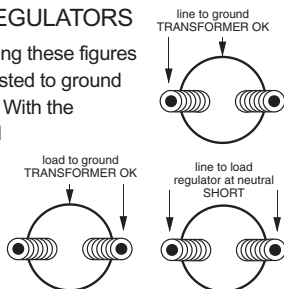 EGULATORS
ing these figures
sted to ground
With the
line to ground
TRANSFORMER OK
load to ground
TRANSFORMER OK
line to load
regulator at neutral
SHORT